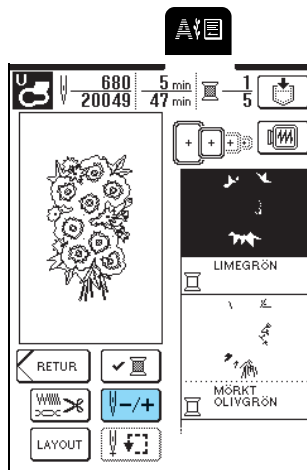 A
680 5 min 1
20049 47 min 5
LIMEGRÖN
RETUR
MÖRKT
OLIVGRÖN
-/+
LAYOUT